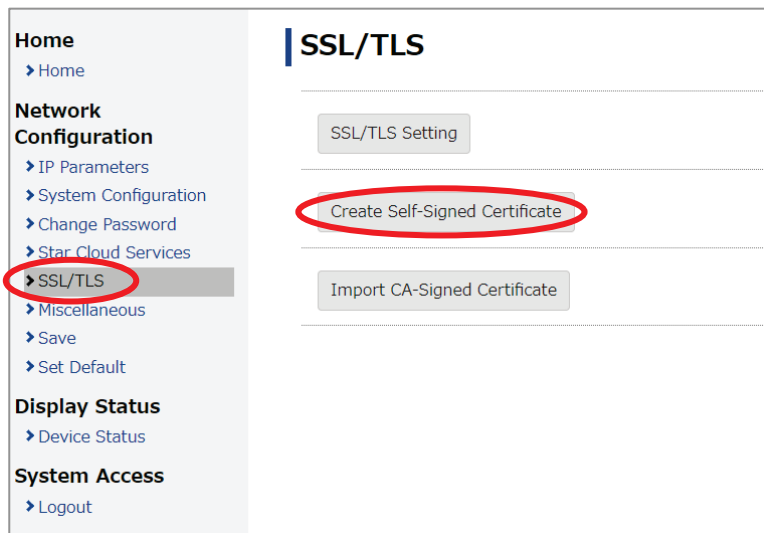 Home
Home
Network
Configuration
IP Parameters
System Configuration
Change Password
Star Cloud Services
SSL/TLS
Miscellaneous
Save
Set Default
Display Status
Device Status
System Access
Logout
SSL/TLS
SSL/TLS Setting
Create Self-Signed Certificate
Import CA-Signed Certificate